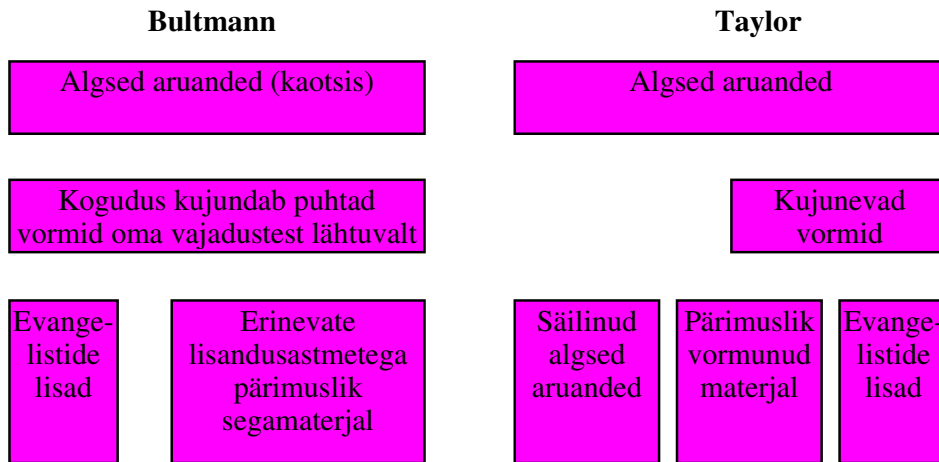 Bultmann
Taylor
Algsed aruanded (kaotsis)
Algsed aruanded
Kogudus kujundab puhtad
vormid oma vajadustest lähtuvalt
Kujunevad
vormid
Evange-
listide
lisad
Erinevate
lisandusastmetega
pärimuslik
segamaterjal
Säilinud
algsed
aruanded
Pärimuslik
vormunud
materjal
Evange-
listide
lisad